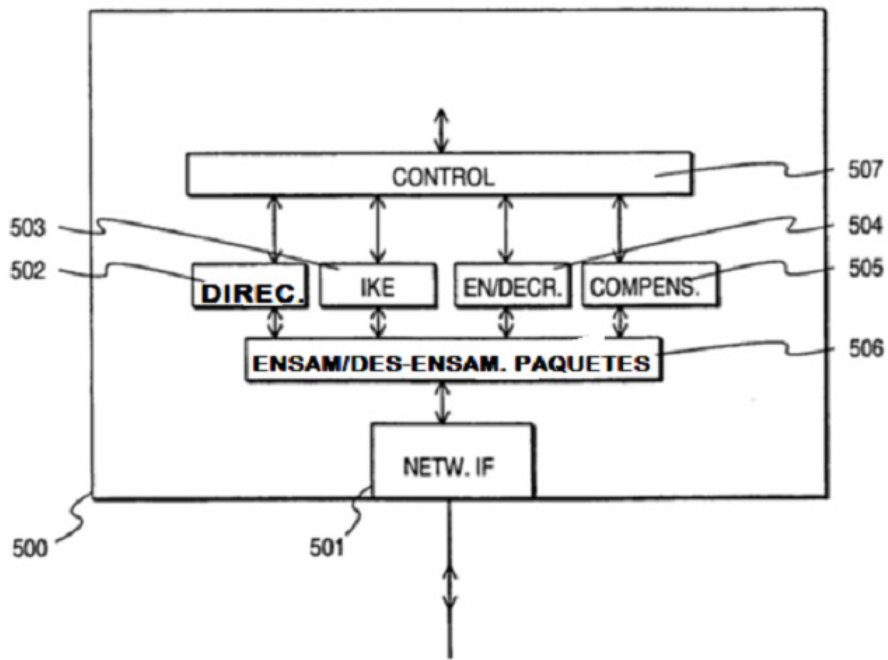 CONTROL
507
503
504
502
DIREC.
IKE
EN/DECR.
COMPENS.
505
ENSAM/DES-ENSAM. PAQUETES
506
NETW. IF
500
501